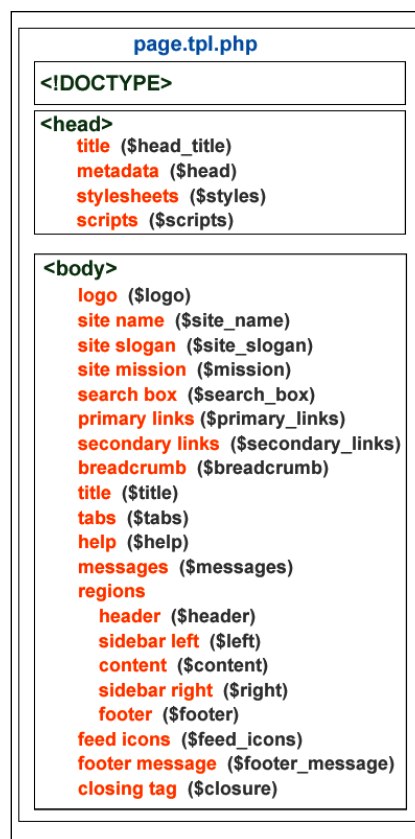 page.tpl.php
<!DOCTYPE>
<head>
title ($head_title)
metadata ($head)
stylesheets ($styles)
scripts ($scripts)
<body>
logo ($logo)
site name ($site_name)
site slogan ($site_slogan)
site mission ($mission)
search box ($search_box)
primary links ($primary_links)
secondary links ($secondary_links)
breadcrumb ($breadcrumb)
title ($title)
tabs ($tabs)
help ($help)
messages ($messages)
regions
header ($header)
sidebar left ($left)
content ($content)
sidebar right ($right)
footer ($footer)
feed icons ($feed_icons)
footer message ($footer_message)
closing tag ($closure)